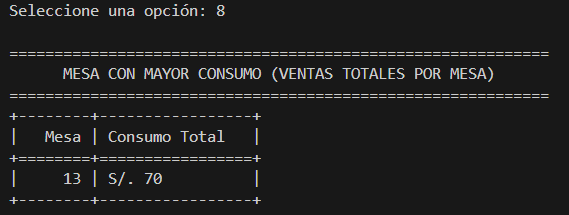 Seleccione una opción: 8
============================================================
      MESA CON MAYOR CONSUMO (VENTAS TOTALES POR MESA)
============================================================
+--------+-----------------+
|   Mesa | Consumo Total   |
+========+=================+
|     13 | S/. 70          |
+--------+-----------------+